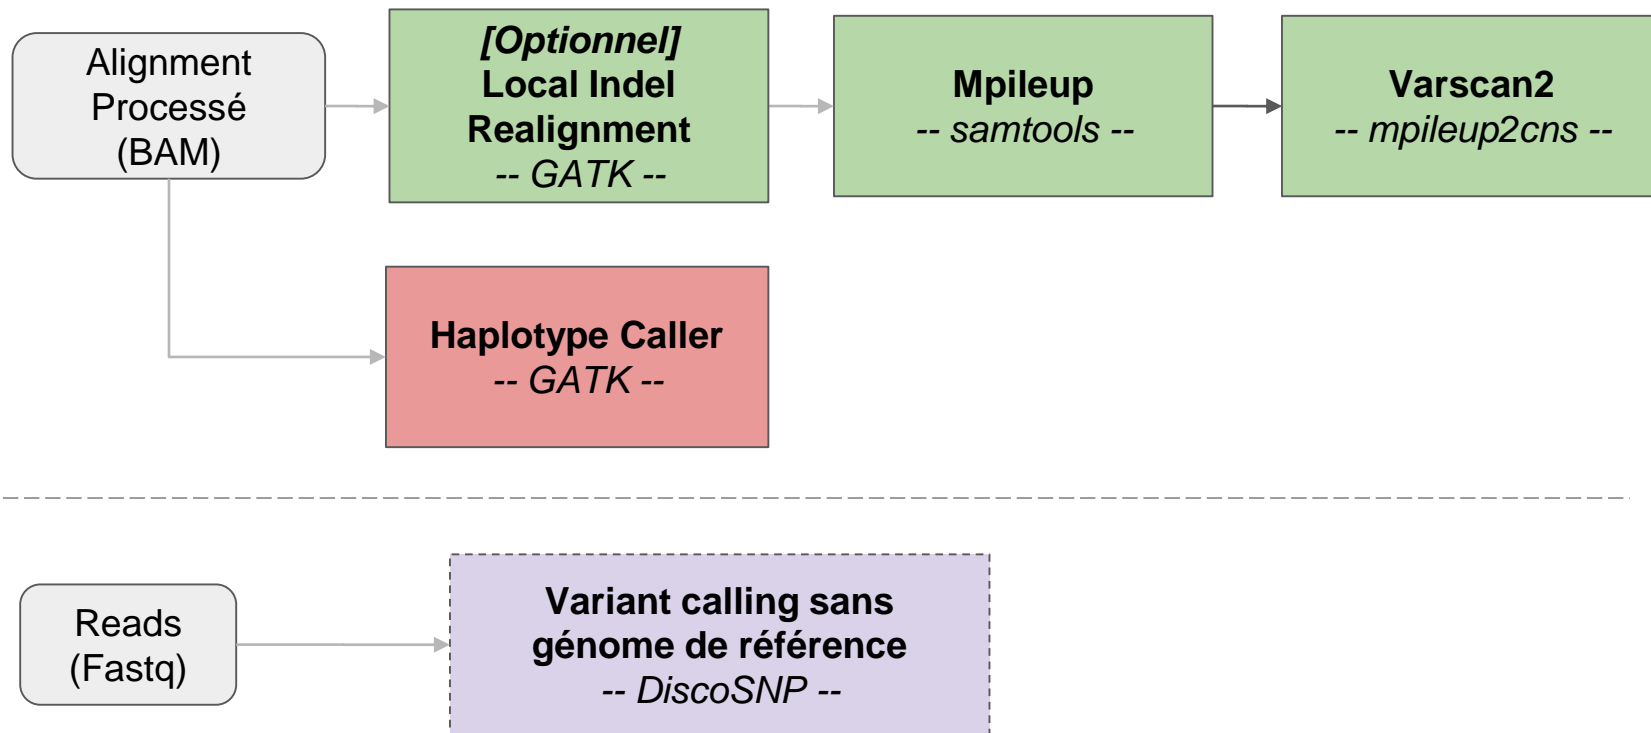 Alignment
Processé
(BAM)
[Optionnel]
Local Indel
Realignment
-- GATK --
Mpileup
-- samtools --
Varscan2
-- mpileup2cns --
Haplotype Caller
-- GATK --
Reads
(Fastq)
Variant calling sans
génome de référence
-- DiscoSNP --